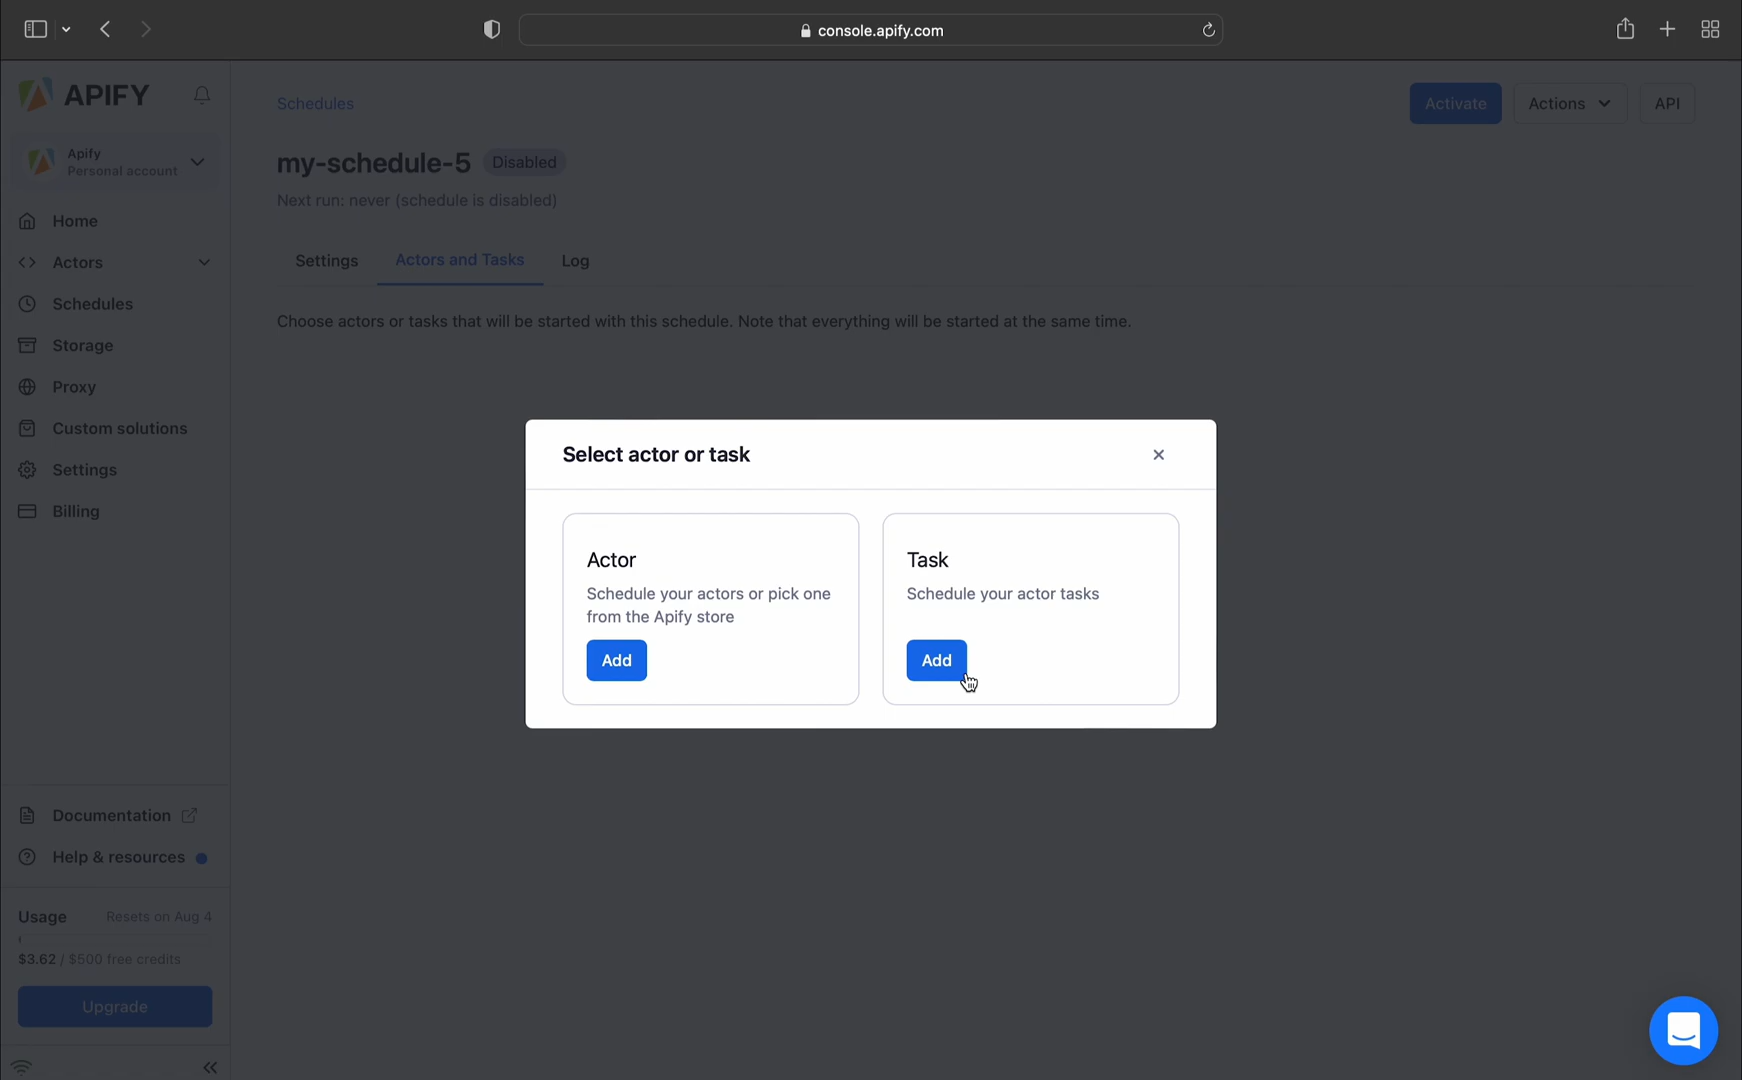 console.apify.com
APIFY
Apify
Personal account
Home
Actors
Schedules
Storage
Proxy
Custom solutions
Settings
Billing
Documentation
Help & resources
Usage
Resets on Aug 4
$3.62 / $500 free credits
Upgrade
Schedules
Activate
Actions
API
my-schedule-5
Disabled
Next run: never (schedule is disabled)
Settings
Actors and Tasks
Log
Choose actors or tasks that will be started with this schedule. Note that everything will be started at the same time.
Select actor or task
Actor
Schedule your actors or pick one
from the Apify store
Add
Task
Schedule your actor tasks
Add